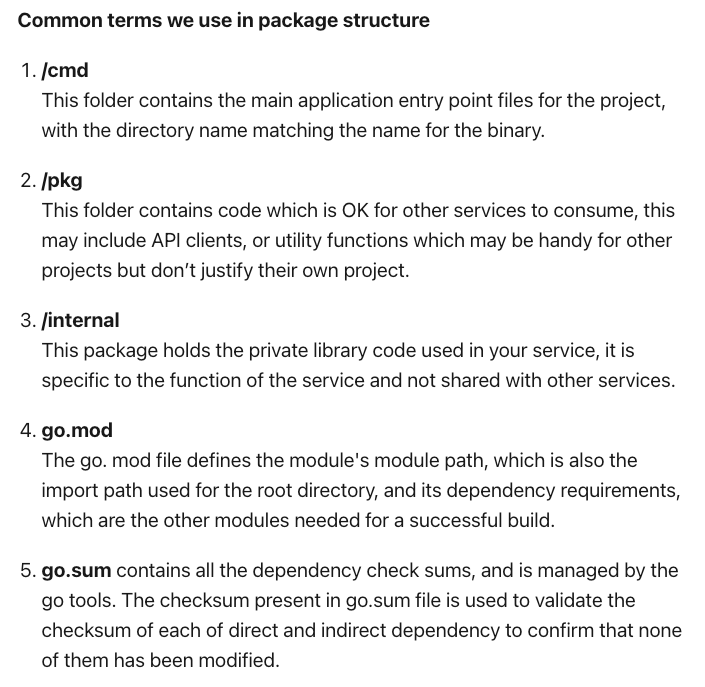 Common terms we use in package structure
1. /cmd
This folder contains the main application entry point files for the project,
with the directory name matching the name for the binary.
2. /pkg
This folder contains code which is OK for other services to consume, this
may include API clients, or utility functions which may be handy for other
projects but don’t justify their own project.
3. /internal
This package holds the private library code used in your service, it is
specific to the function of the service and not shared with other services.
4. go.mod
The go. mod file defines the module's module path, which is also the
import path used for the root directory, and its dependency requirements,
which are the other modules needed for a successful build.
5. go.sum contains all the dependency check sums, and is managed by the
go tools. The checksum present in go.sum file is used to validate the
checksum of each of direct and indirect dependency to confirm that none
of them has been modified.